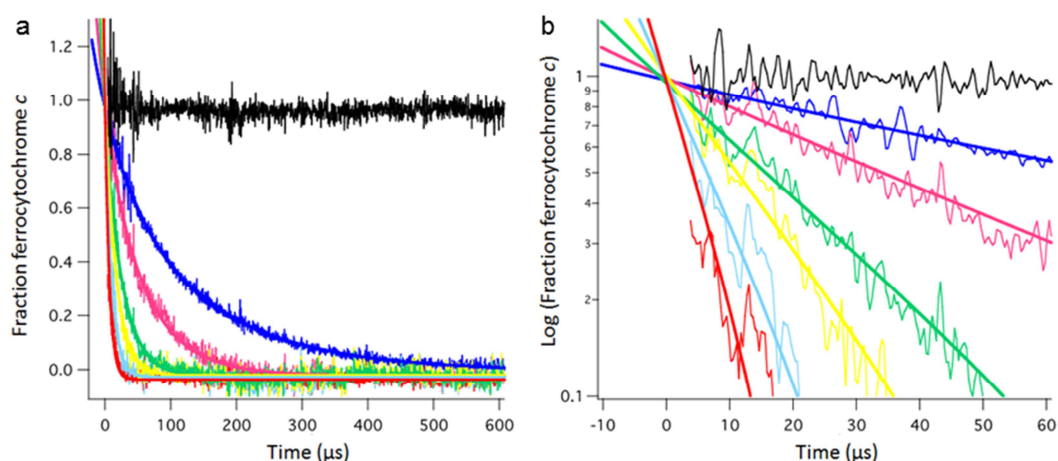 a
1.2
1.0
0.8
0.6
0.4
0.2
0.0
Fraction ferrocytochrome c
0 100 200 300 400 500 600
Time (µs)
b
1
9
8
7
6
5
4
3
2
0.1
Log (Fraction ferrocytochrome c)
-10 0 10 20 30 40 50 60
Time (µs)